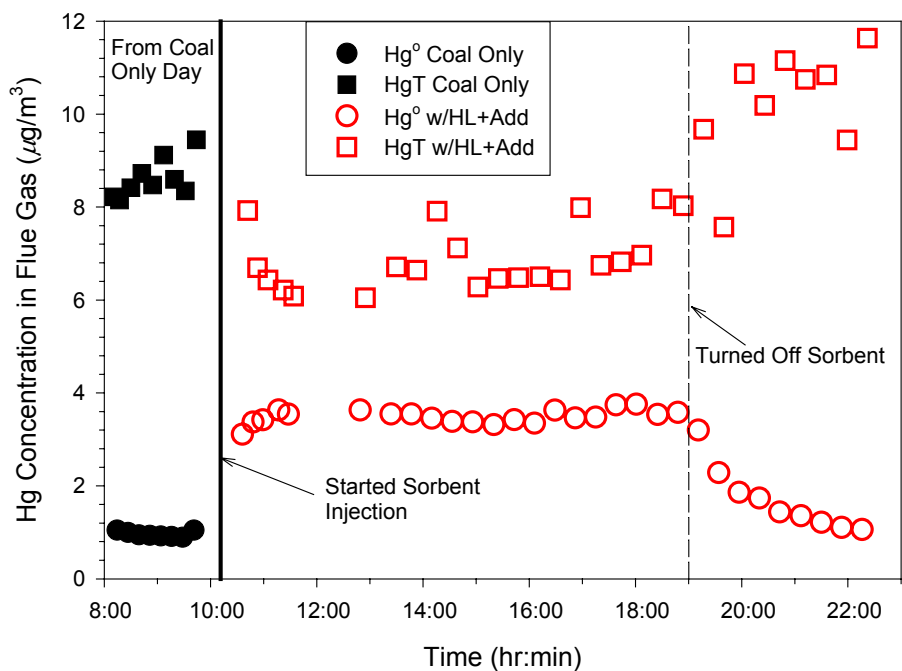 Hg Concentration in Flue Gas (µg/m³)
12
10
8
6
4
2
0
From Coal
Only Day
Hg⁰ Coal Only
HgT Coal Only
Hg⁰ w/HL+Add
HgT w/HL+Add
Turned Off Sorbent
Started Sorbent
Injection
8:00 10:00 12:00 14:00 16:00 18:00 20:00 22:00
Time (hr:min)